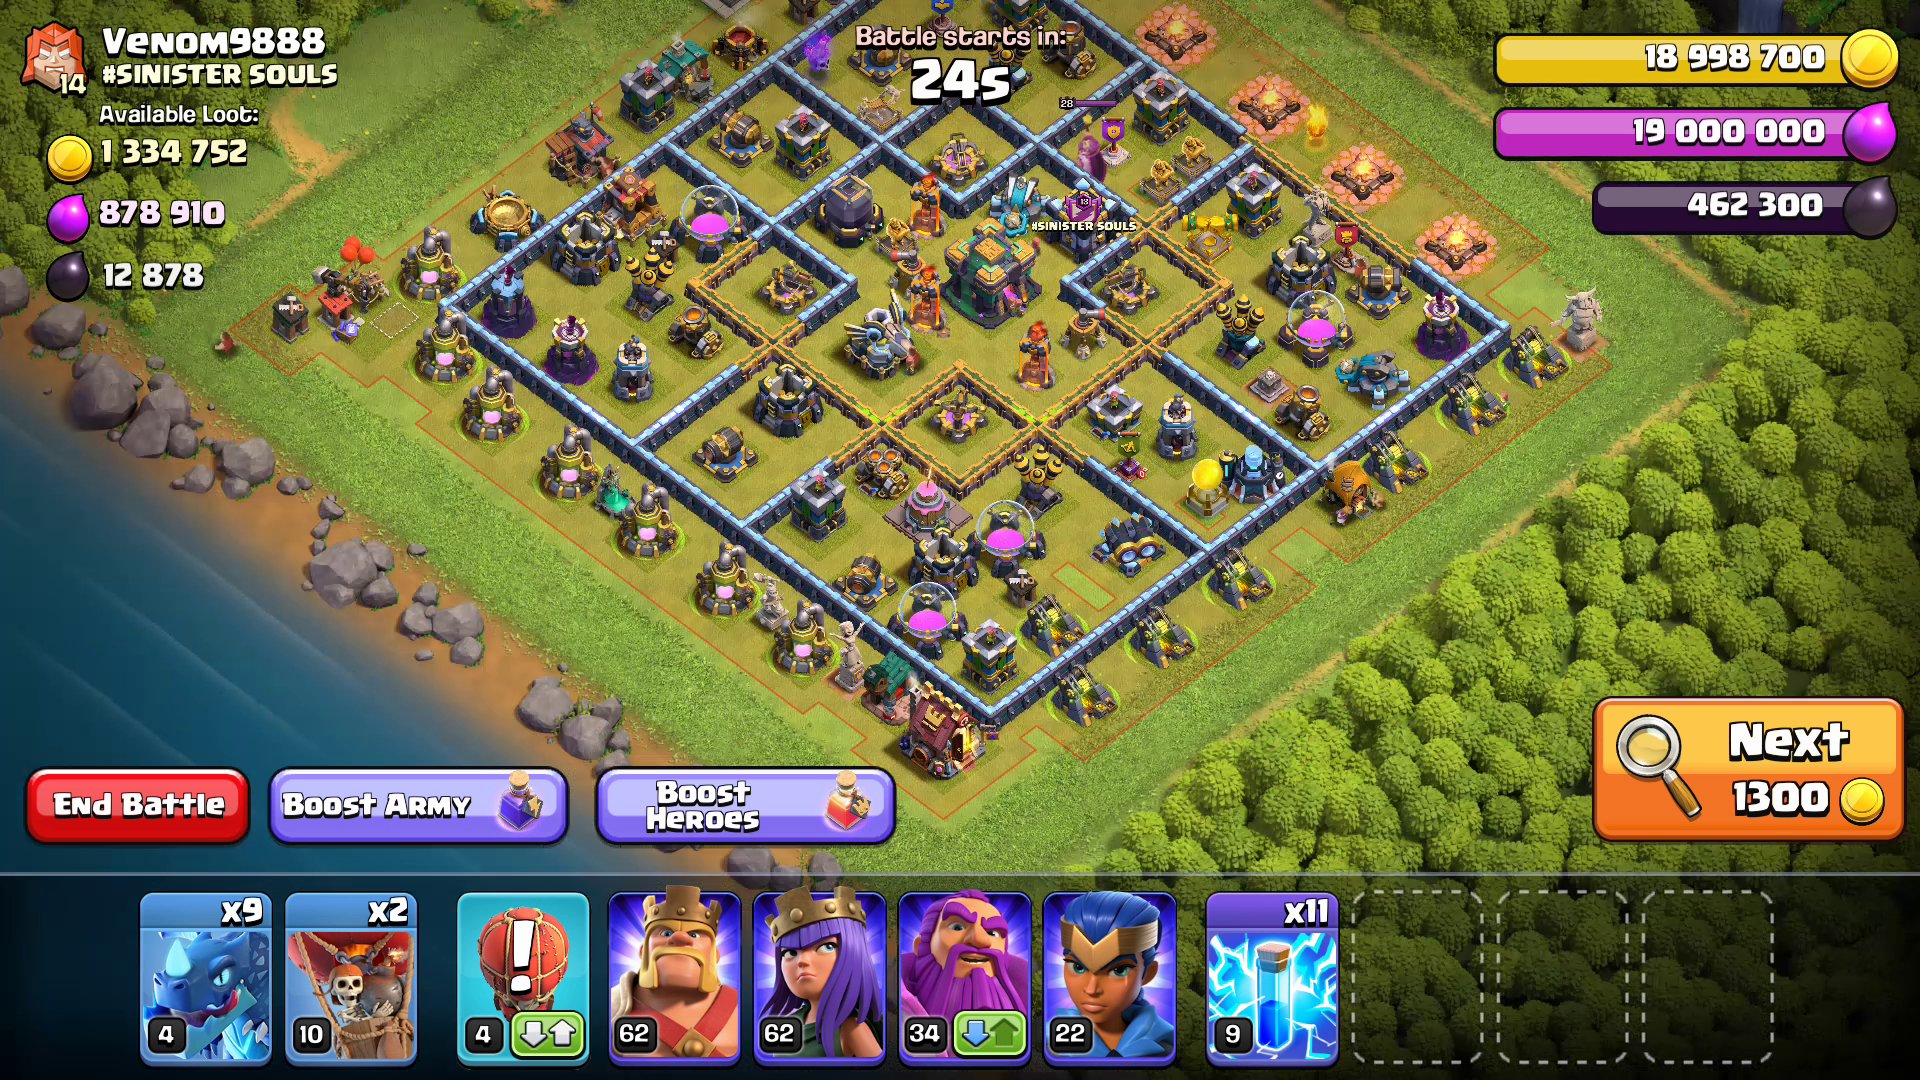 Venom9888
#SINISTER SOULS
14
Available Loot:
1 334 752
878 910
12 878
Battle starts in:
24s
18 998 700
19 000 000
462 300
28
13
#SINISTER SOULS
Next
1300
End Battle
Boost Army
Boost
Heroes
x9
4
x2
10
4
62
62
34
22
x11
9